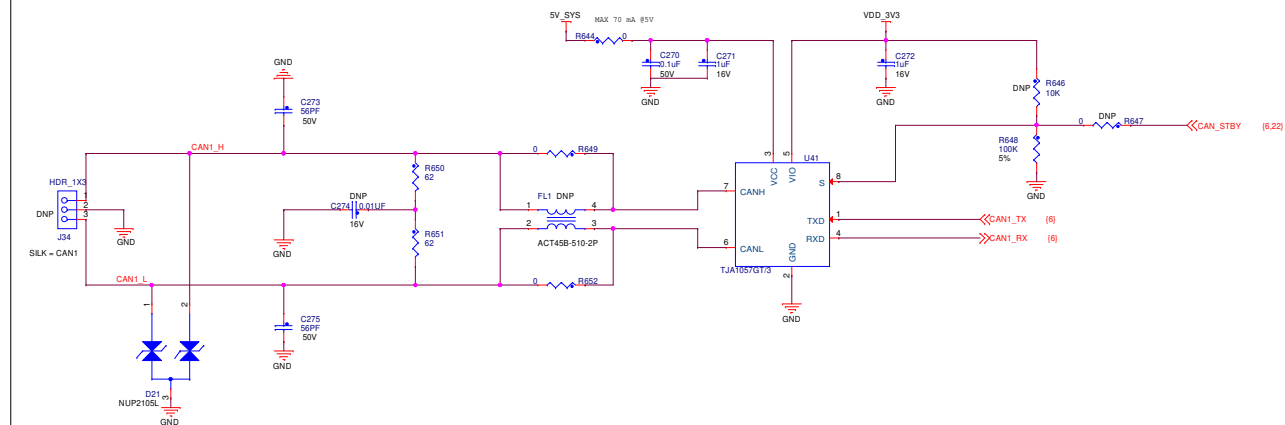 5V_SYS
MAX 70 mA @5V
VDD_3V3
R644
0
C270
0.1uF
50V
C271
1uF
16V
C272
1uF
16V
GND
GND
GND
DNP
R646
10K
C273
56PF
50V
DNP
0
R647
CAN_STBY
{6,22}
R648
100K
5%
GND
CAN1_H
0
R649
U41
3
5
VCC
VIO
HDR_1X3
1
2
3
DNP
J34
SILK = CAN1
GND
R650
62
DNP
C274
0.01UF
16V
GND
R651
62
FL1
DNP
1
4
2
3
ACT45B-510-2P
7
CANH
S
8
TXD
1
CAN1_TX
{6}
RXD
4
CAN1_RX
{6}
6
CANL
GND
2
TJA1057GT/3
GND
CAN1_L
0
R652
1
2
C275
56PF
50V
GND
D21
NUP2105L
3
GND